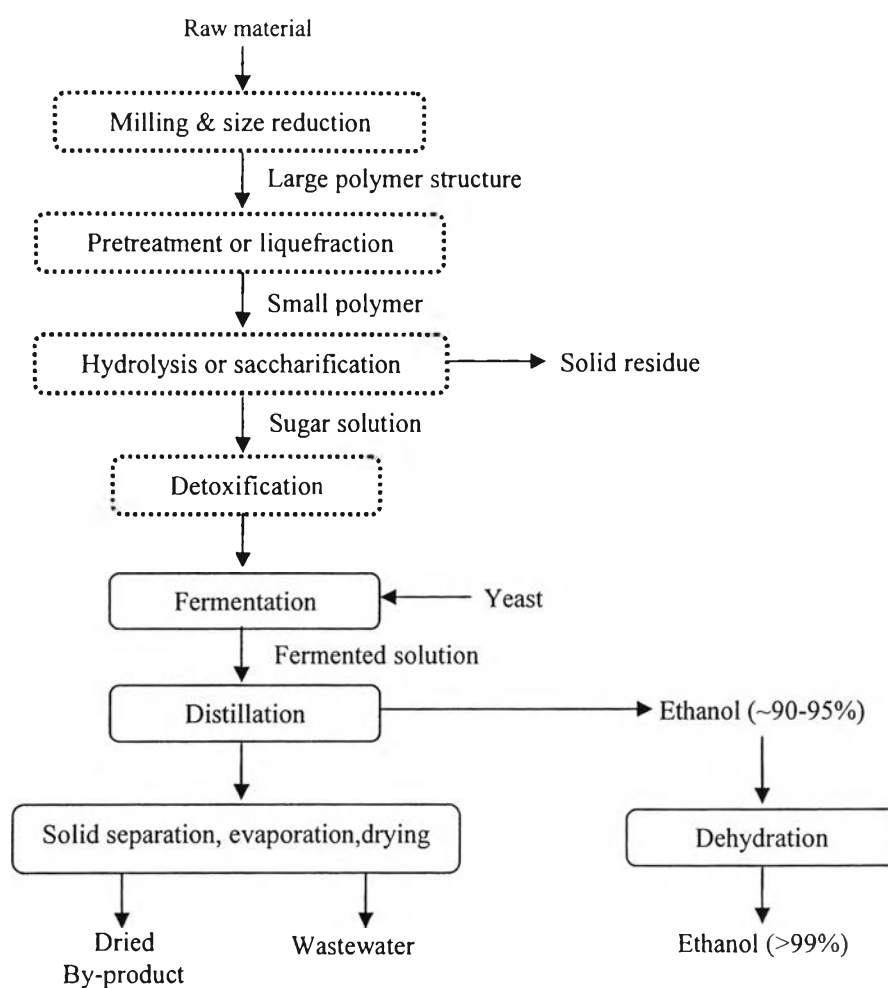 Raw material
Milling & size reduction
Large polymer structure
Pretreatment or liquefraction
Small polymer
Hydrolysis or saccharification
Solid residue
Sugar solution
Detoxification
Fermentation
Yeast
Fermented solution
Distillation
Ethanol (~90-95%)
Solid separation, evaporation,drying
Dehydration
Dried
By-product
Wastewater
Ethanol (>99%)